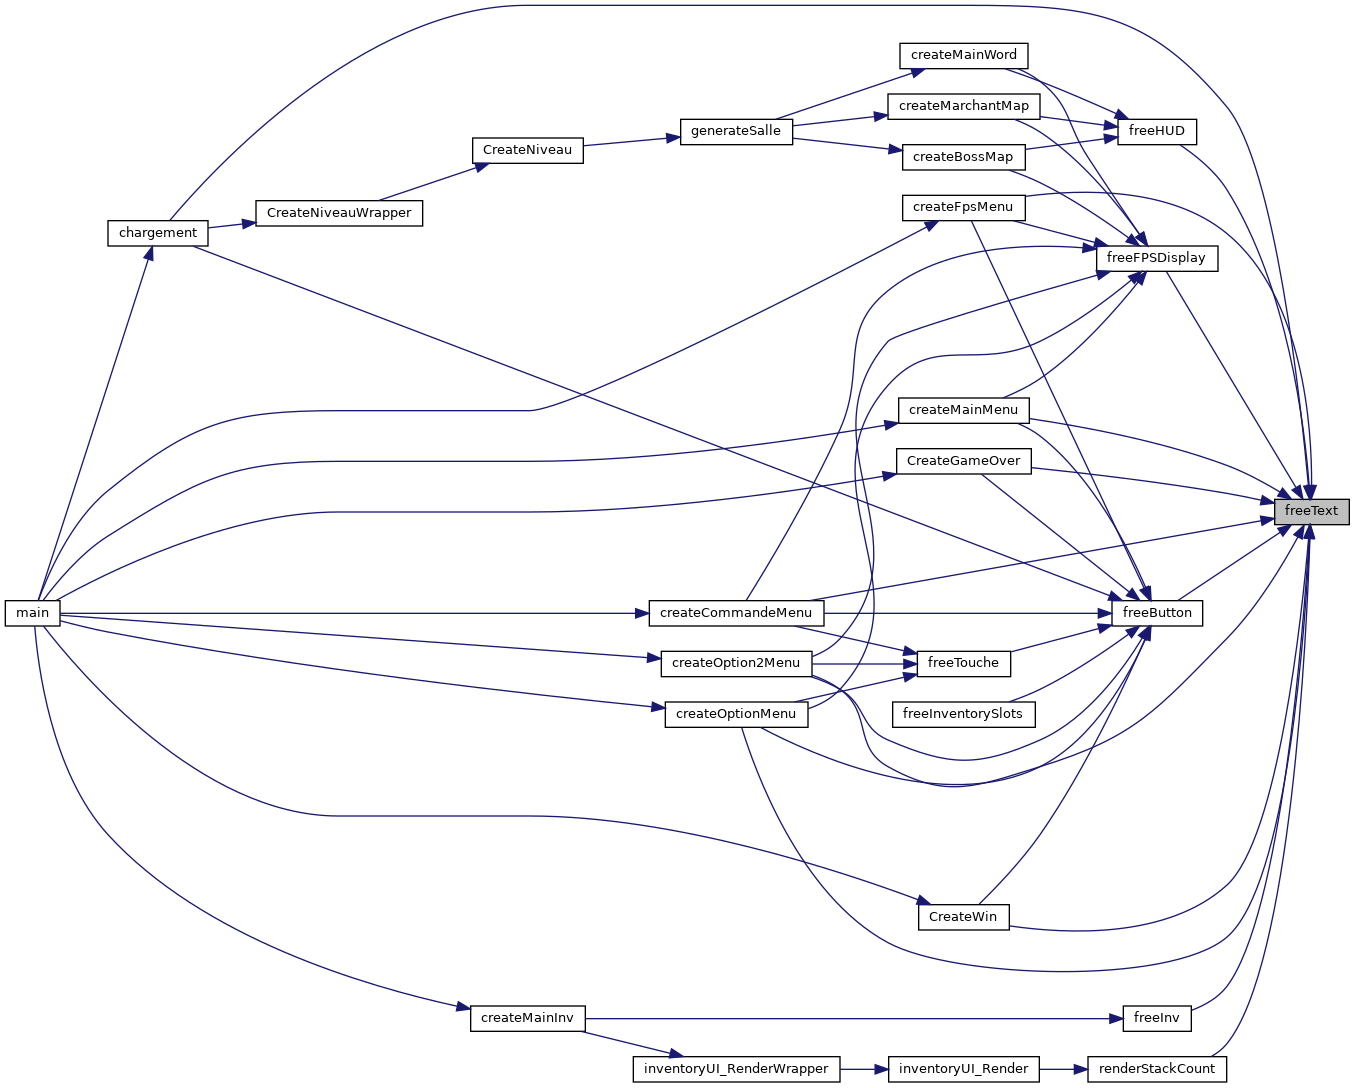 createMainWord
createMarchantMap
generateSalle
freeHUD
CreateNiveau
createBossMap
createFpsMenu
CreateNiveauWrapper
chargement
freeFPSDisplay
createMainMenu
CreateGameOver
freeText
main
createCommandeMenu
freeButton
createOption2Menu
freeTouche
createOptionMenu
freeInventorySlots
CreateWin
createMainInv
freeInv
inventoryUI_RenderWrapper
inventoryUI_Render
renderStackCount